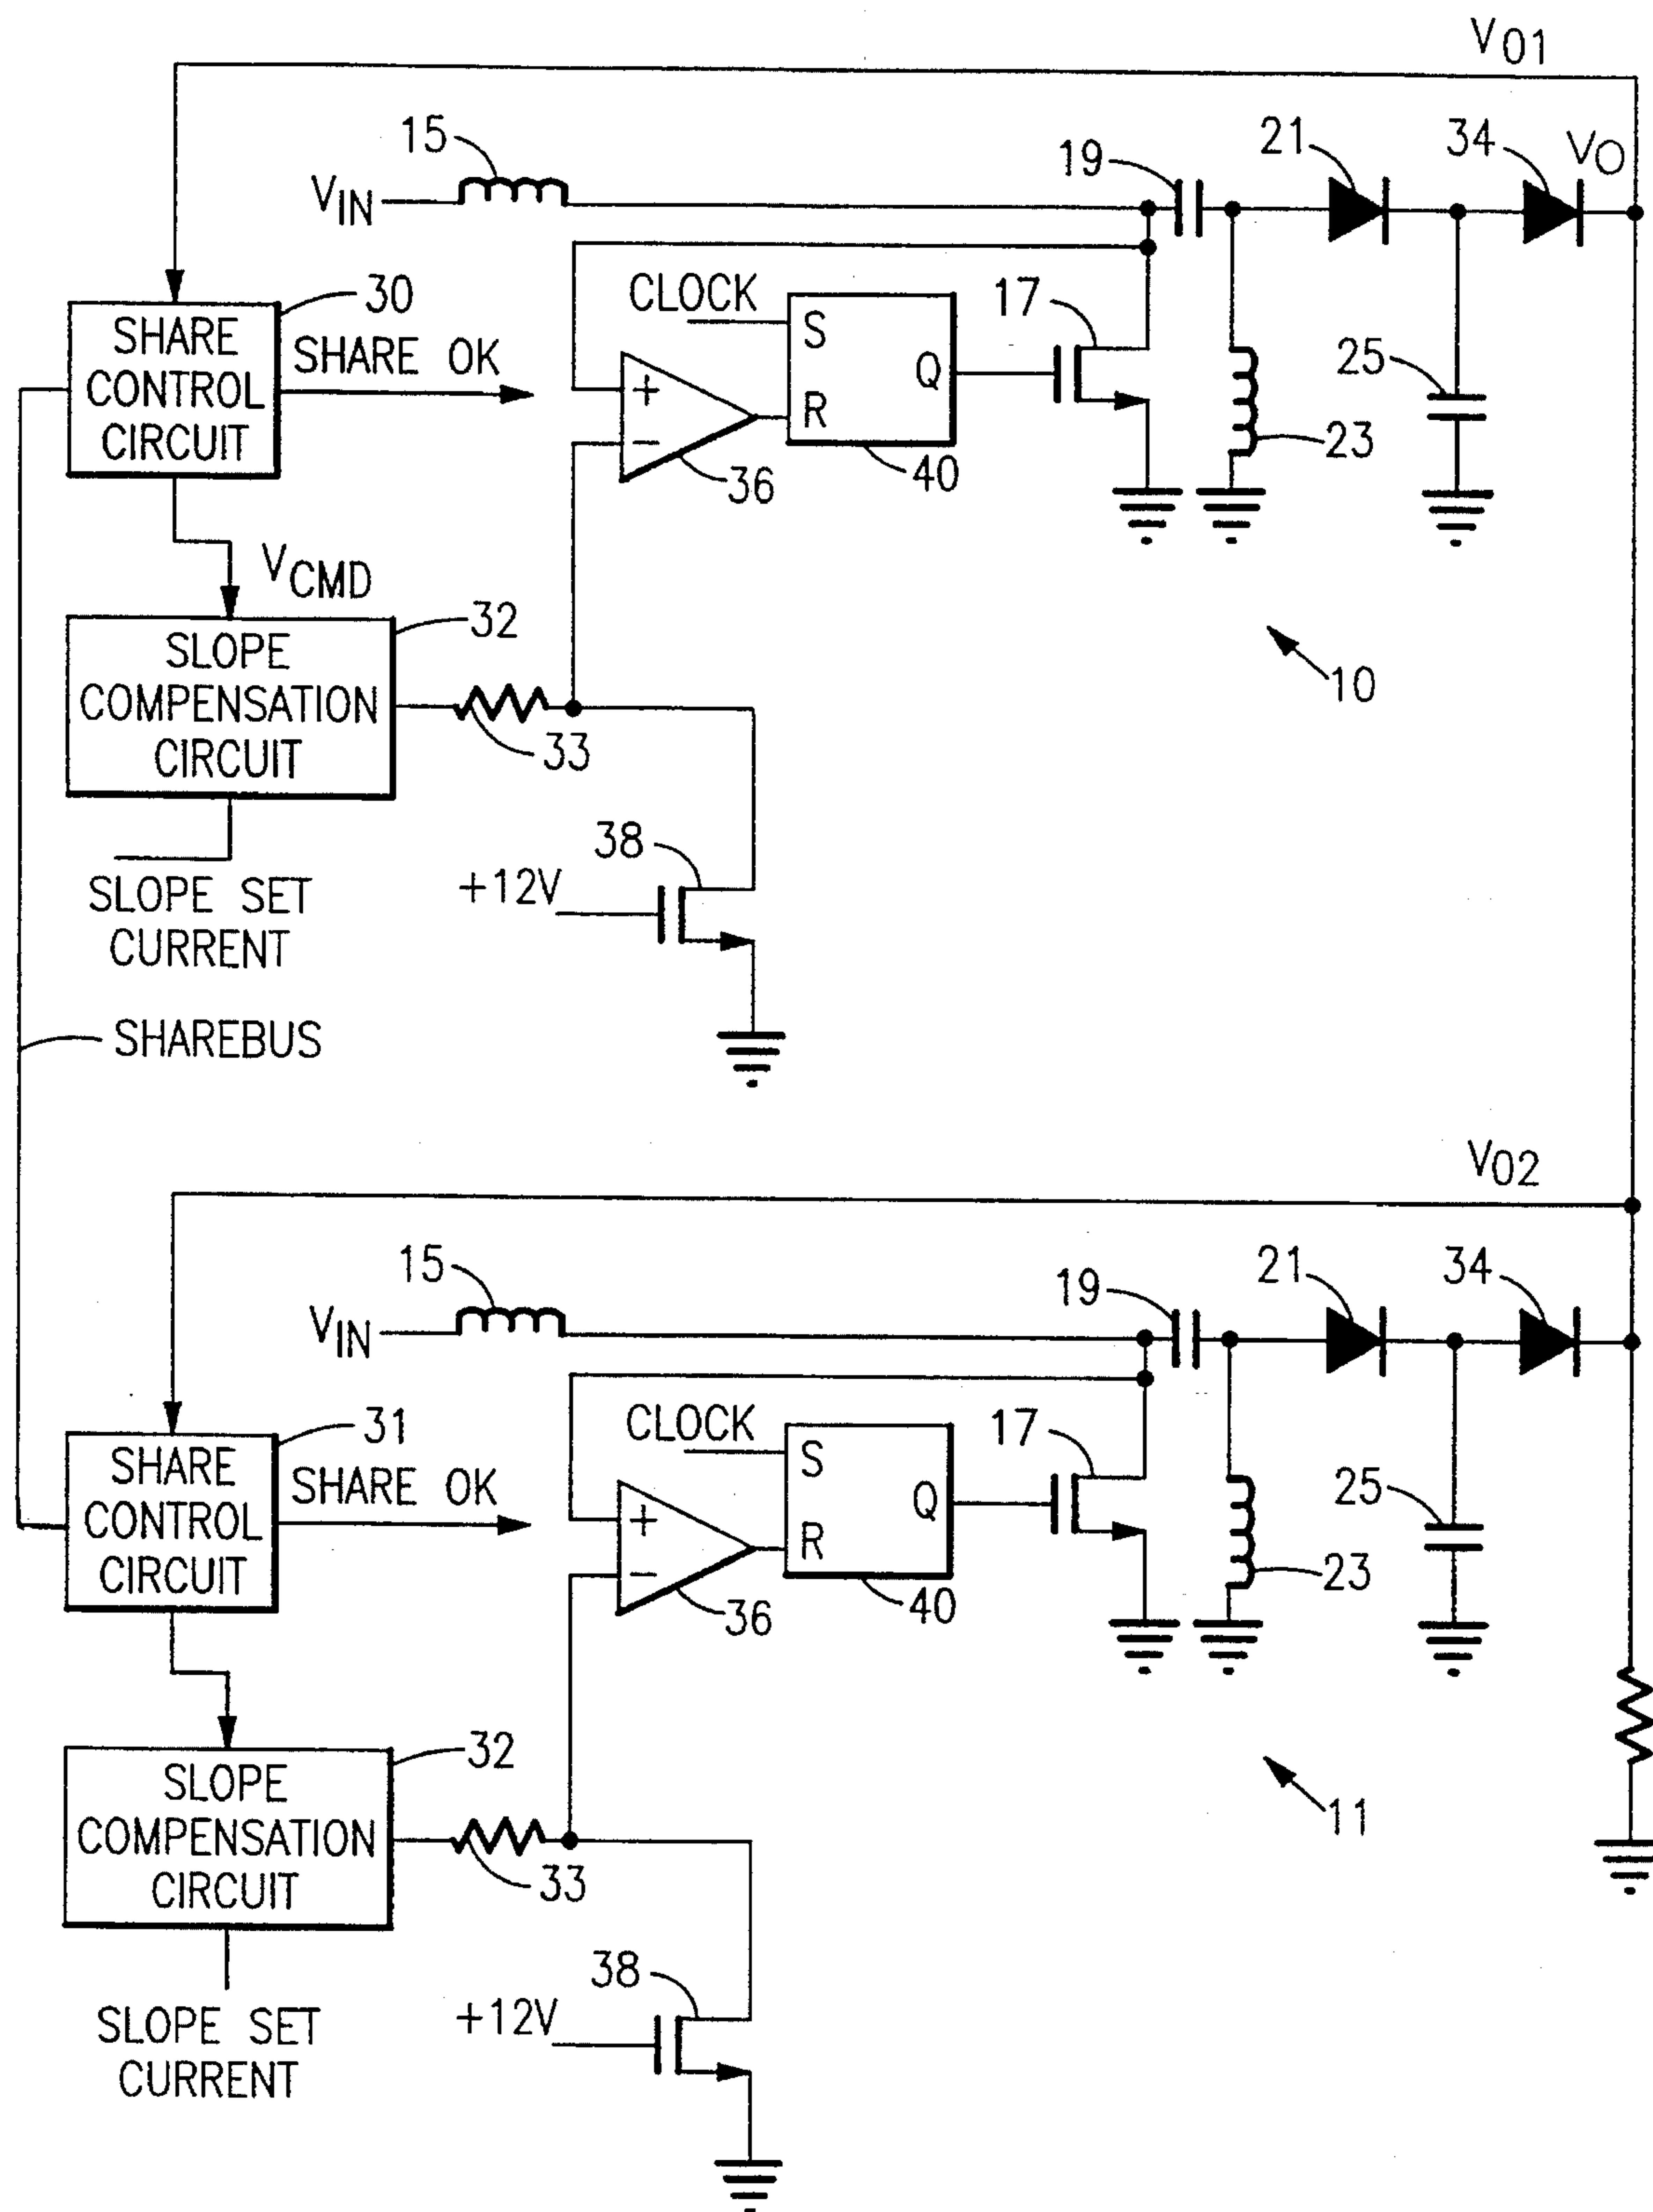 VO1
15
VIN
19
21
34
VO
30
SHARE
CONTROL
CIRCUIT
SHARE OK
CLOCK
S
Q
R
+
−
36
40
17
23
25
VCMD
32
SLOPE
COMPENSATION
CIRCUIT
33
10
38
+12V
SLOPE SET
CURRENT
SHAREBUS
VO2
15
VIN
19
21
34
31
SHARE
CONTROL
CIRCUIT
SHARE OK
CLOCK
S
Q
R
+
−
36
40
17
23
25
32
SLOPE
COMPENSATION
CIRCUIT
33
11
38
+12V
SLOPE SET
CURRENT